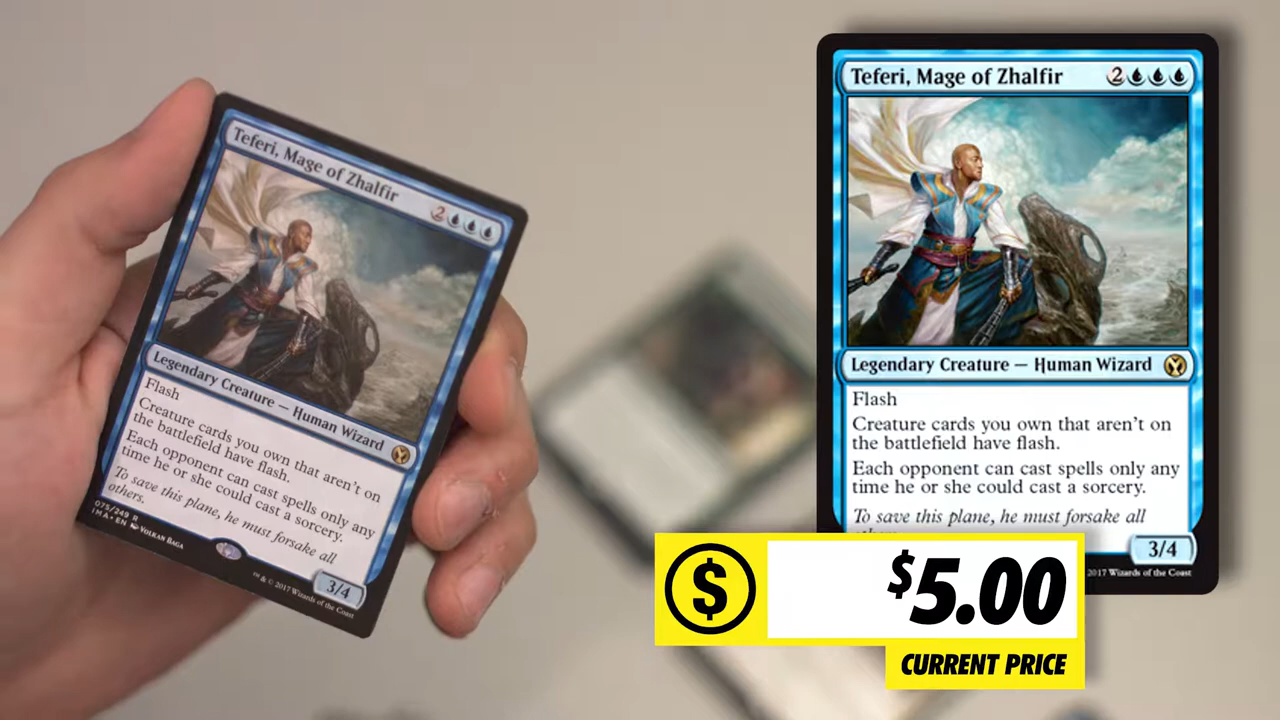 Teferi, Mage of Zhalfir 2
Legendary Creature — Human Wizard
Flash
Creature cards you own that aren't on
the battlefield have flash.
Each opponent can cast spells only any
time he or she could cast a sorcery.
To save this plane, he must forsake all
others.
075/249 R
IMA • EN Volkan Baga
™ & © 2017 Wizards of the Coast
3/4
Teferi, Mage of Zhalfir 2
Legendary Creature — Human Wizard
Flash
Creature cards you own that aren't on
the battlefield have flash.
Each opponent can cast spells only any
time he or she could cast a sorcery.
To save this plane, he must forsake all
3/4
2017 Wizards of the Coast
$ $5.00
CURRENT PRICE